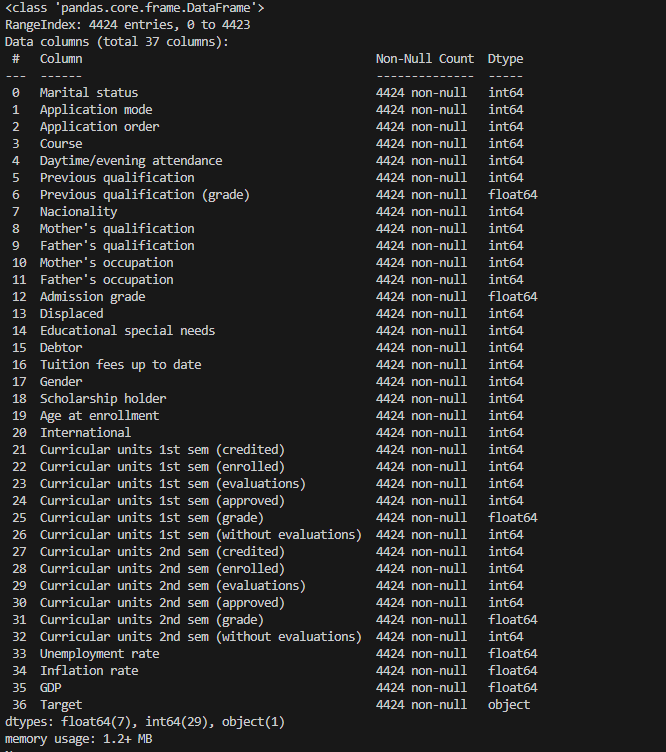 <class 'pandas.core.frame.DataFrame'>
RangeIndex: 4424 entries, 0 to 4423
Data columns (total 37 columns):
 #   Column                                          Non-Null Count  Dtype
---  ------                                          --------------  -----
 0   Marital status                                  4424 non-null   int64
 1   Application mode                                4424 non-null   int64
 2   Application order                               4424 non-null   int64
 3   Course                                          4424 non-null   int64
 4   Daytime/evening attendance                      4424 non-null   int64
 5   Previous qualification                          4424 non-null   int64
 6   Previous qualification (grade)                  4424 non-null   float64
 7   Nacionality                                     4424 non-null   int64
 8   Mother's qualification                          4424 non-null   int64
 9   Father's qualification                          4424 non-null   int64
 10  Mother's occupation                             4424 non-null   int64
 11  Father's occupation                             4424 non-null   int64
 12  Admission grade                                 4424 non-null   float64
 13  Displaced                                       4424 non-null   int64
 14  Educational special needs                       4424 non-null   int64
 15  Debtor                                          4424 non-null   int64
 16  Tuition fees up to date                         4424 non-null   int64
 17  Gender                                          4424 non-null   int64
 18  Scholarship holder                              4424 non-null   int64
 19  Age at enrollment                               4424 non-null   int64
 20  International                                   4424 non-null   int64
 21  Curricular units 1st sem (credited)             4424 non-null   int64
 22  Curricular units 1st sem (enrolled)             4424 non-null   int64
 23  Curricular units 1st sem (evaluations)          4424 non-null   int64
 24  Curricular units 1st sem (approved)             4424 non-null   int64
 25  Curricular units 1st sem (grade)                4424 non-null   float64
 26  Curricular units 1st sem (without evaluations)  4424 non-null   int64
 27  Curricular units 2nd sem (credited)             4424 non-null   int64
 28  Curricular units 2nd sem (enrolled)             4424 non-null   int64
 29  Curricular units 2nd sem (evaluations)          4424 non-null   int64
 30  Curricular units 2nd sem (approved)             4424 non-null   int64
 31  Curricular units 2nd sem (grade)                4424 non-null   float64
 32  Curricular units 2nd sem (without evaluations)  4424 non-null   int64
 33  Unemployment rate                               4424 non-null   float64
 34  Inflation rate                                  4424 non-null   float64
 35  GDP                                             4424 non-null   float64
 36  Target                                          4424 non-null   object
dtypes: float64(7), int64(29), object(1)
memory usage: 1.2+ MB